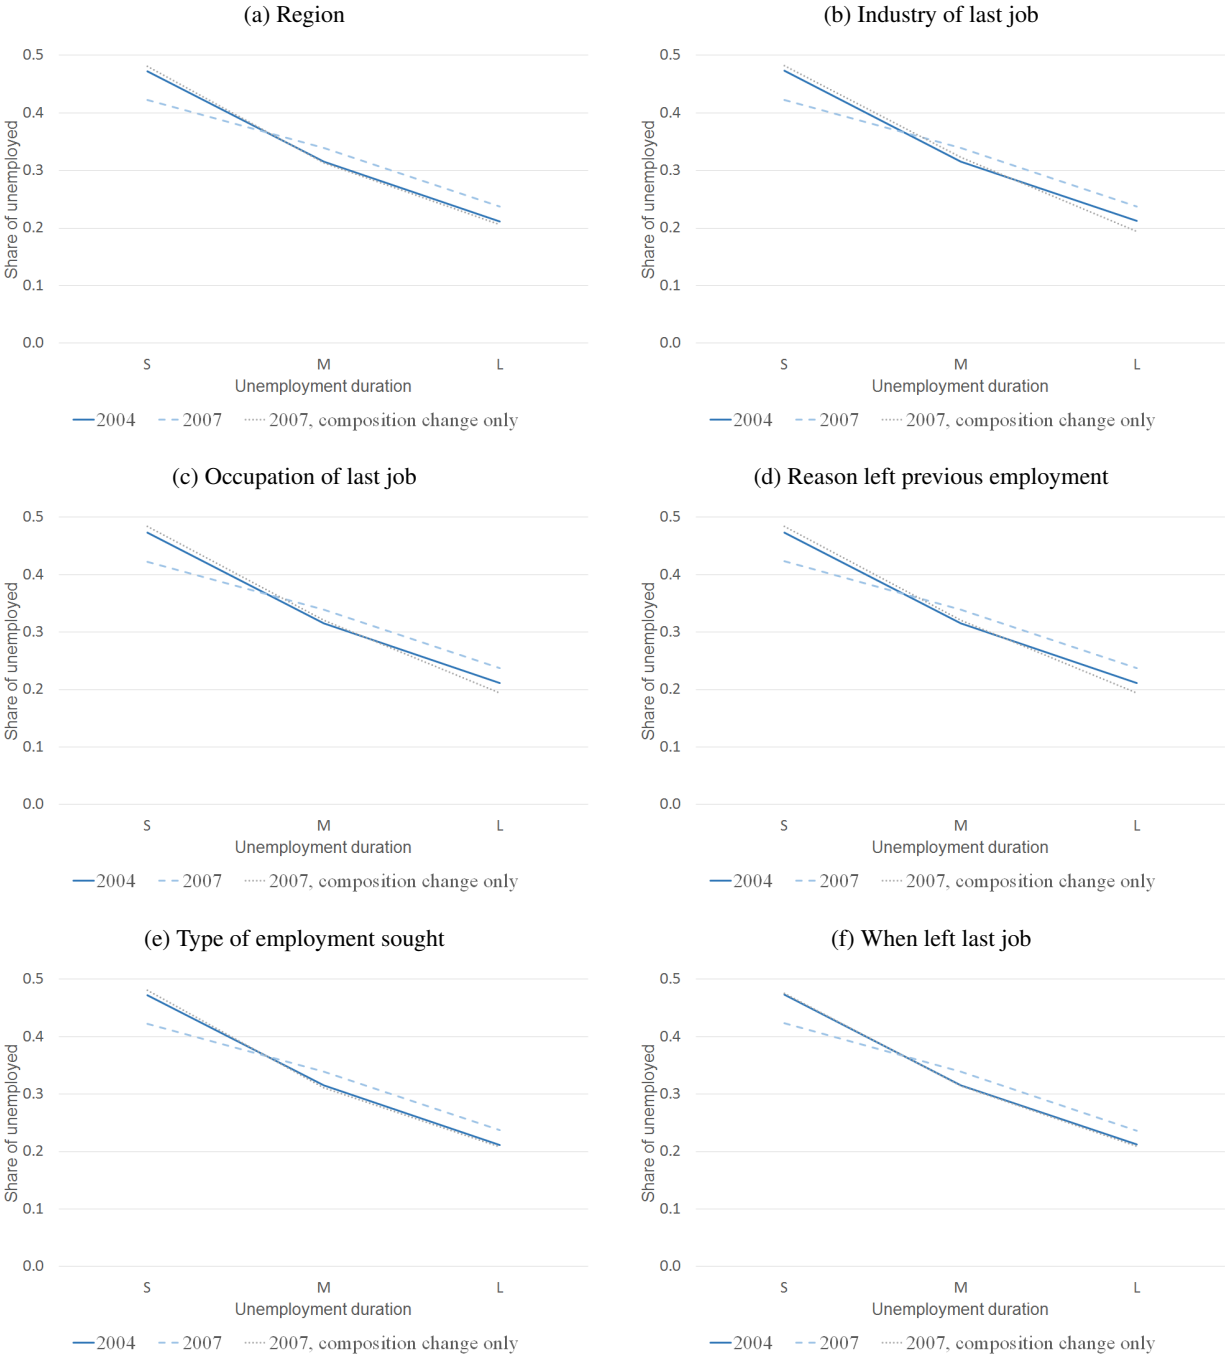 (a) Region
0.5
0.4
0.3
0.2
0.1
0.0
Share of unemployed
S M L
Unemployment duration
2004 2007 2007, composition change only
(b) Industry of last job
0.5
0.4
0.3
0.2
0.1
0.0
Share of unemployed
S M L
Unemployment duration
2004 2007 2007, composition change only
(c) Occupation of last job
0.5
0.4
0.3
0.2
0.1
0.0
Share of unemployed
S M L
Unemployment duration
2004 2007 2007, composition change only
(d) Reason left previous employment
0.5
0.4
0.3
0.2
0.1
0.0
Share of unemployed
S M L
Unemployment duration
2004 2007 2007, composition change only
(e) Type of employment sought
0.5
0.4
0.3
0.2
0.1
0.0
Share of unemployed
S M L
Unemployment duration
2004 2007 2007, composition change only
(f) When left last job
0.5
0.4
0.3
0.2
0.1
0.0
Share of unemployed
S M L
Unemployment duration
2004 2007 2007, composition change only